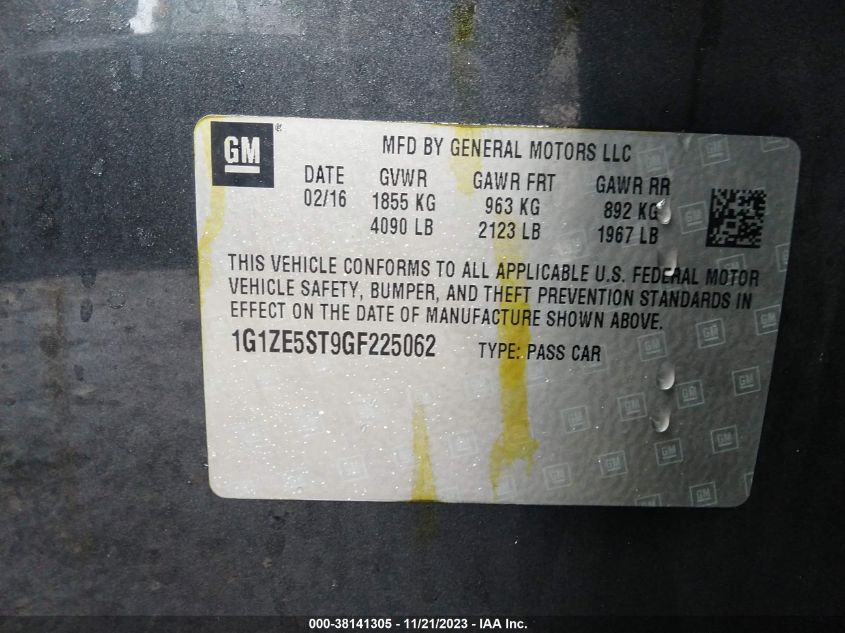 GM
MFD BY GENERAL MOTORS LLC
DATE GVWR GAWR FRT GAWR RR
02/16 1855 KG 963 KG 892 KG
4090 LB 2123 LB 1967 LB
THIS VEHICLE CONFORMS TO ALL APPLICABLE U.S. FEDERAL MOTOR
VEHICLE SAFETY, BUMPER, AND THEFT PREVENTION STANDARDS IN
EFFECT ON THE DATE OF MANUFACTURE SHOWN ABOVE.
1G1ZE5ST9GF225062 TYPE: PASS CAR
000-38141305 - 11/21/2023 - IAA Inc.